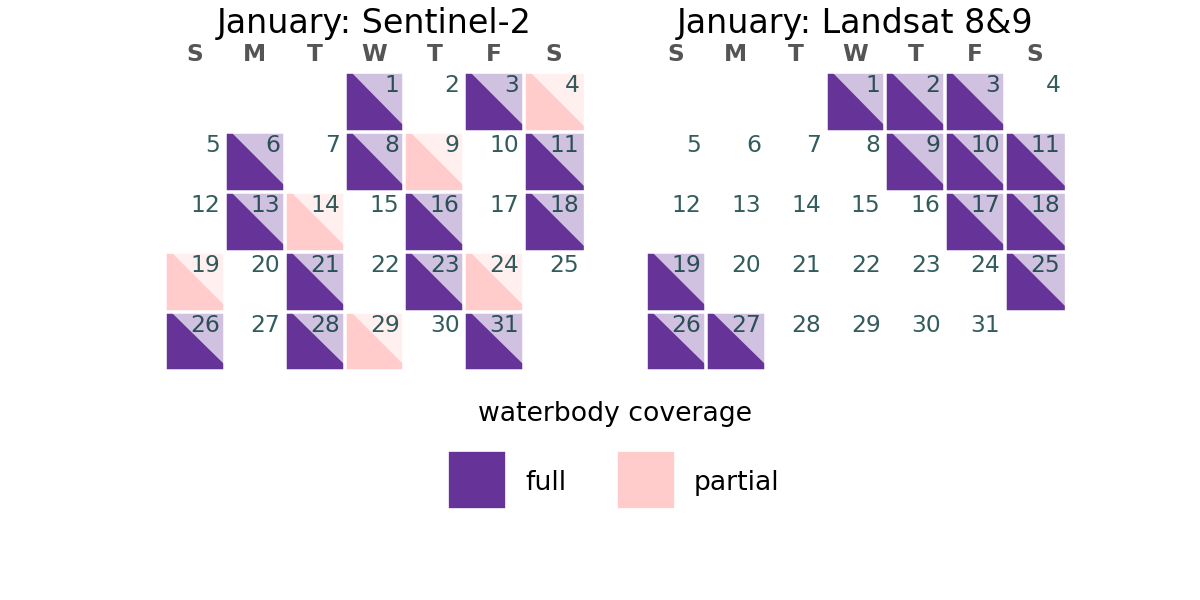 January: Sentinel-2
S M T W T F S
1 2 3 4
5 6 7 8 9 10 11
12 13 14 15 16 17 18
19 20 21 22 23 24 25
26 27 28 29 30 31
January: Landsat 8&9
S M T W T F S
1 2 3 4
5 6 7 8 9 10 11
12 13 14 15 16 17 18
19 20 21 22 23 24 25
26 27 28 29 30 31
waterbody coverage
full partial